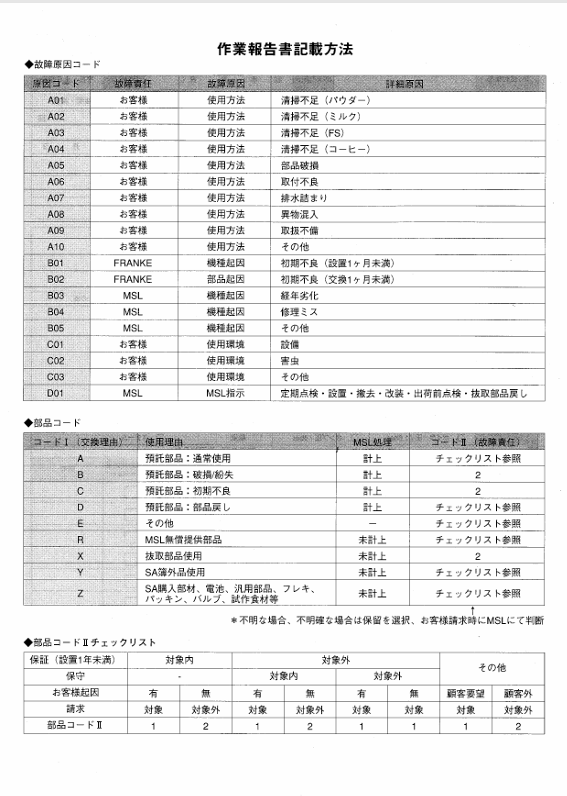 作業報告書記載方法
◆故障原因コード
原因コード 故障責任 故障原因 詳細原因
A01 お客様 使用方法 清掃不足（パウダー）
A02 お客様 使用方法 清掃不足（ミルク）
A03 お客様 使用方法 清掃不足（FS）
A04 お客様 使用方法 清掃不足（コーヒー）
A05 お客様 使用方法 部品破損
A06 お客様 使用方法 取付不良
A07 お客様 使用方法 排水詰まり
A08 お客様 使用方法 異物混入
A09 お客様 使用方法 取扱不備
A10 お客様 使用方法 その他
B01 FRANKE 機種起因 初期不良（設置1ヶ月未満）
B02 FRANKE 部品起因 初期不良（交換1ヶ月未満）
B03 MSL 機種起因 経年劣化
B04 MSL 機種起因 修理ミス
B05 MSL 機種起因 その他
C01 お客様 使用環境 設備
C02 お客様 使用環境 害虫
C03 お客様 使用環境 その他
D01 MSL MSL指示 定期点検・設置・撤去・改装・出荷前点検・抜取部品戻し
◆部品コード
コードⅠ（交換理由） 使用理由 MSL処理 コードⅡ（故障責任）
A 預託部品：通常使用 計上 チェックリスト参照
B 預託部品：破損/紛失 計上 2
C 預託部品：初期不良 計上 2
D 預託部品：部品戻し 計上 チェックリスト参照
E その他 － チェックリスト参照
R MSL無償提供部品 未計上 チェックリスト参照
X 抜取部品使用 未計上 2
Y SA簿外品使用 未計上 チェックリスト参照
Z SA購入部材、電池、汎用部品、フレキ、パッキン、バルブ、試作食材等 未計上 チェックリスト参照
↑
＊不明な場合、不明確な場合は保留を選択、お客様請求時にMSLにて判断
◆部品コードⅡチェックリスト
保証（設置1年未満） 対象内 対象外 その他
保守 - 対象内 対象外
お客様起因 有 無 有 無 有 無 顧客要望 顧客外
請求 対象 対象外 対象 対象外 対象 対象 対象 対象外
部品コードⅡ 1 2 1 2 1 1 1 2